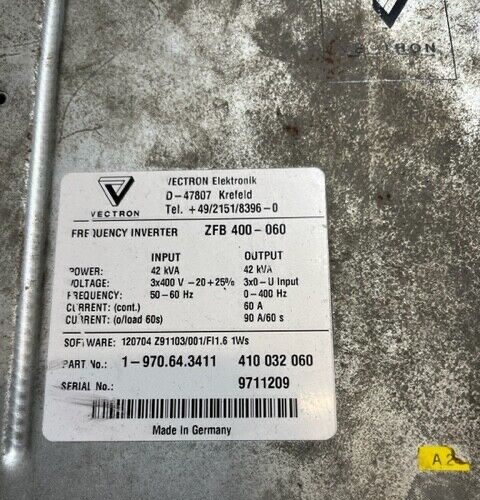 VECTRON
VECTRON
VECTRON Elektronik
D-47807 Krefeld
Tel. +49/2151/8396-0
FREQUENCY INVERTER ZFB 400-060
INPUT OUTPUT
POWER: 42 kVA 42 kVA
VOLTAGE: 3x400 V -20+25% 3x0-U Input
FREQUENCY: 50-60 Hz 0-400 Hz
CURRENT: (cont.) 60 A
CURRENT: (o/load 60s) 90 A/60 s
SOFTWARE: 120704 Z91103/001/FI1.6 1Ws
PART No.: 1-970.64.3411 410 032 060
SERIAL No.: 9711209
Made in Germany
A2